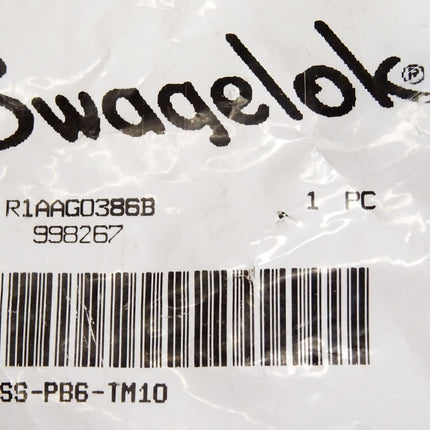 Swagelok®
R1AAG0386B 1 PC
998267
SS-PB6-TM10